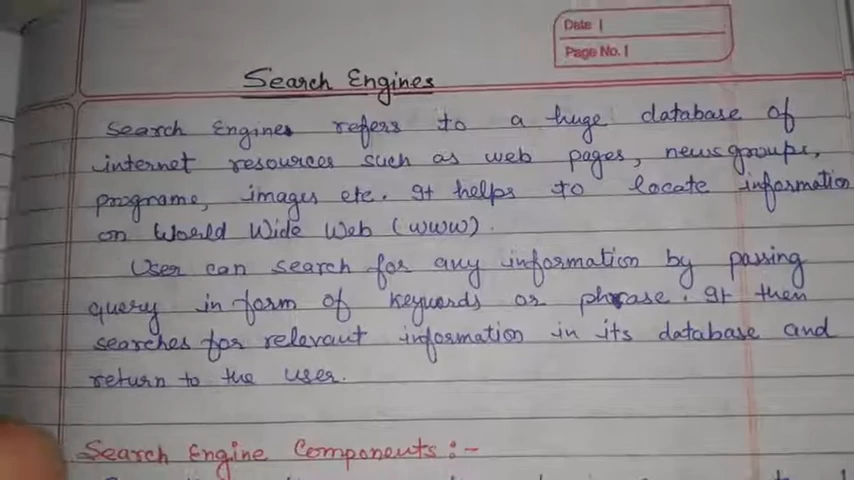 Date |
Page No. |
Search Engines
Search Engines refers to a huge database of
internet resources such as web pages, newsgroups,
programs, images etc. It helps to locate information
on World Wide Web (WWW).
User can search for any information by passing
query in form of keywords or phrase. It then
searches for relevant information in its database and
return to the user.
Search Engine Components :-